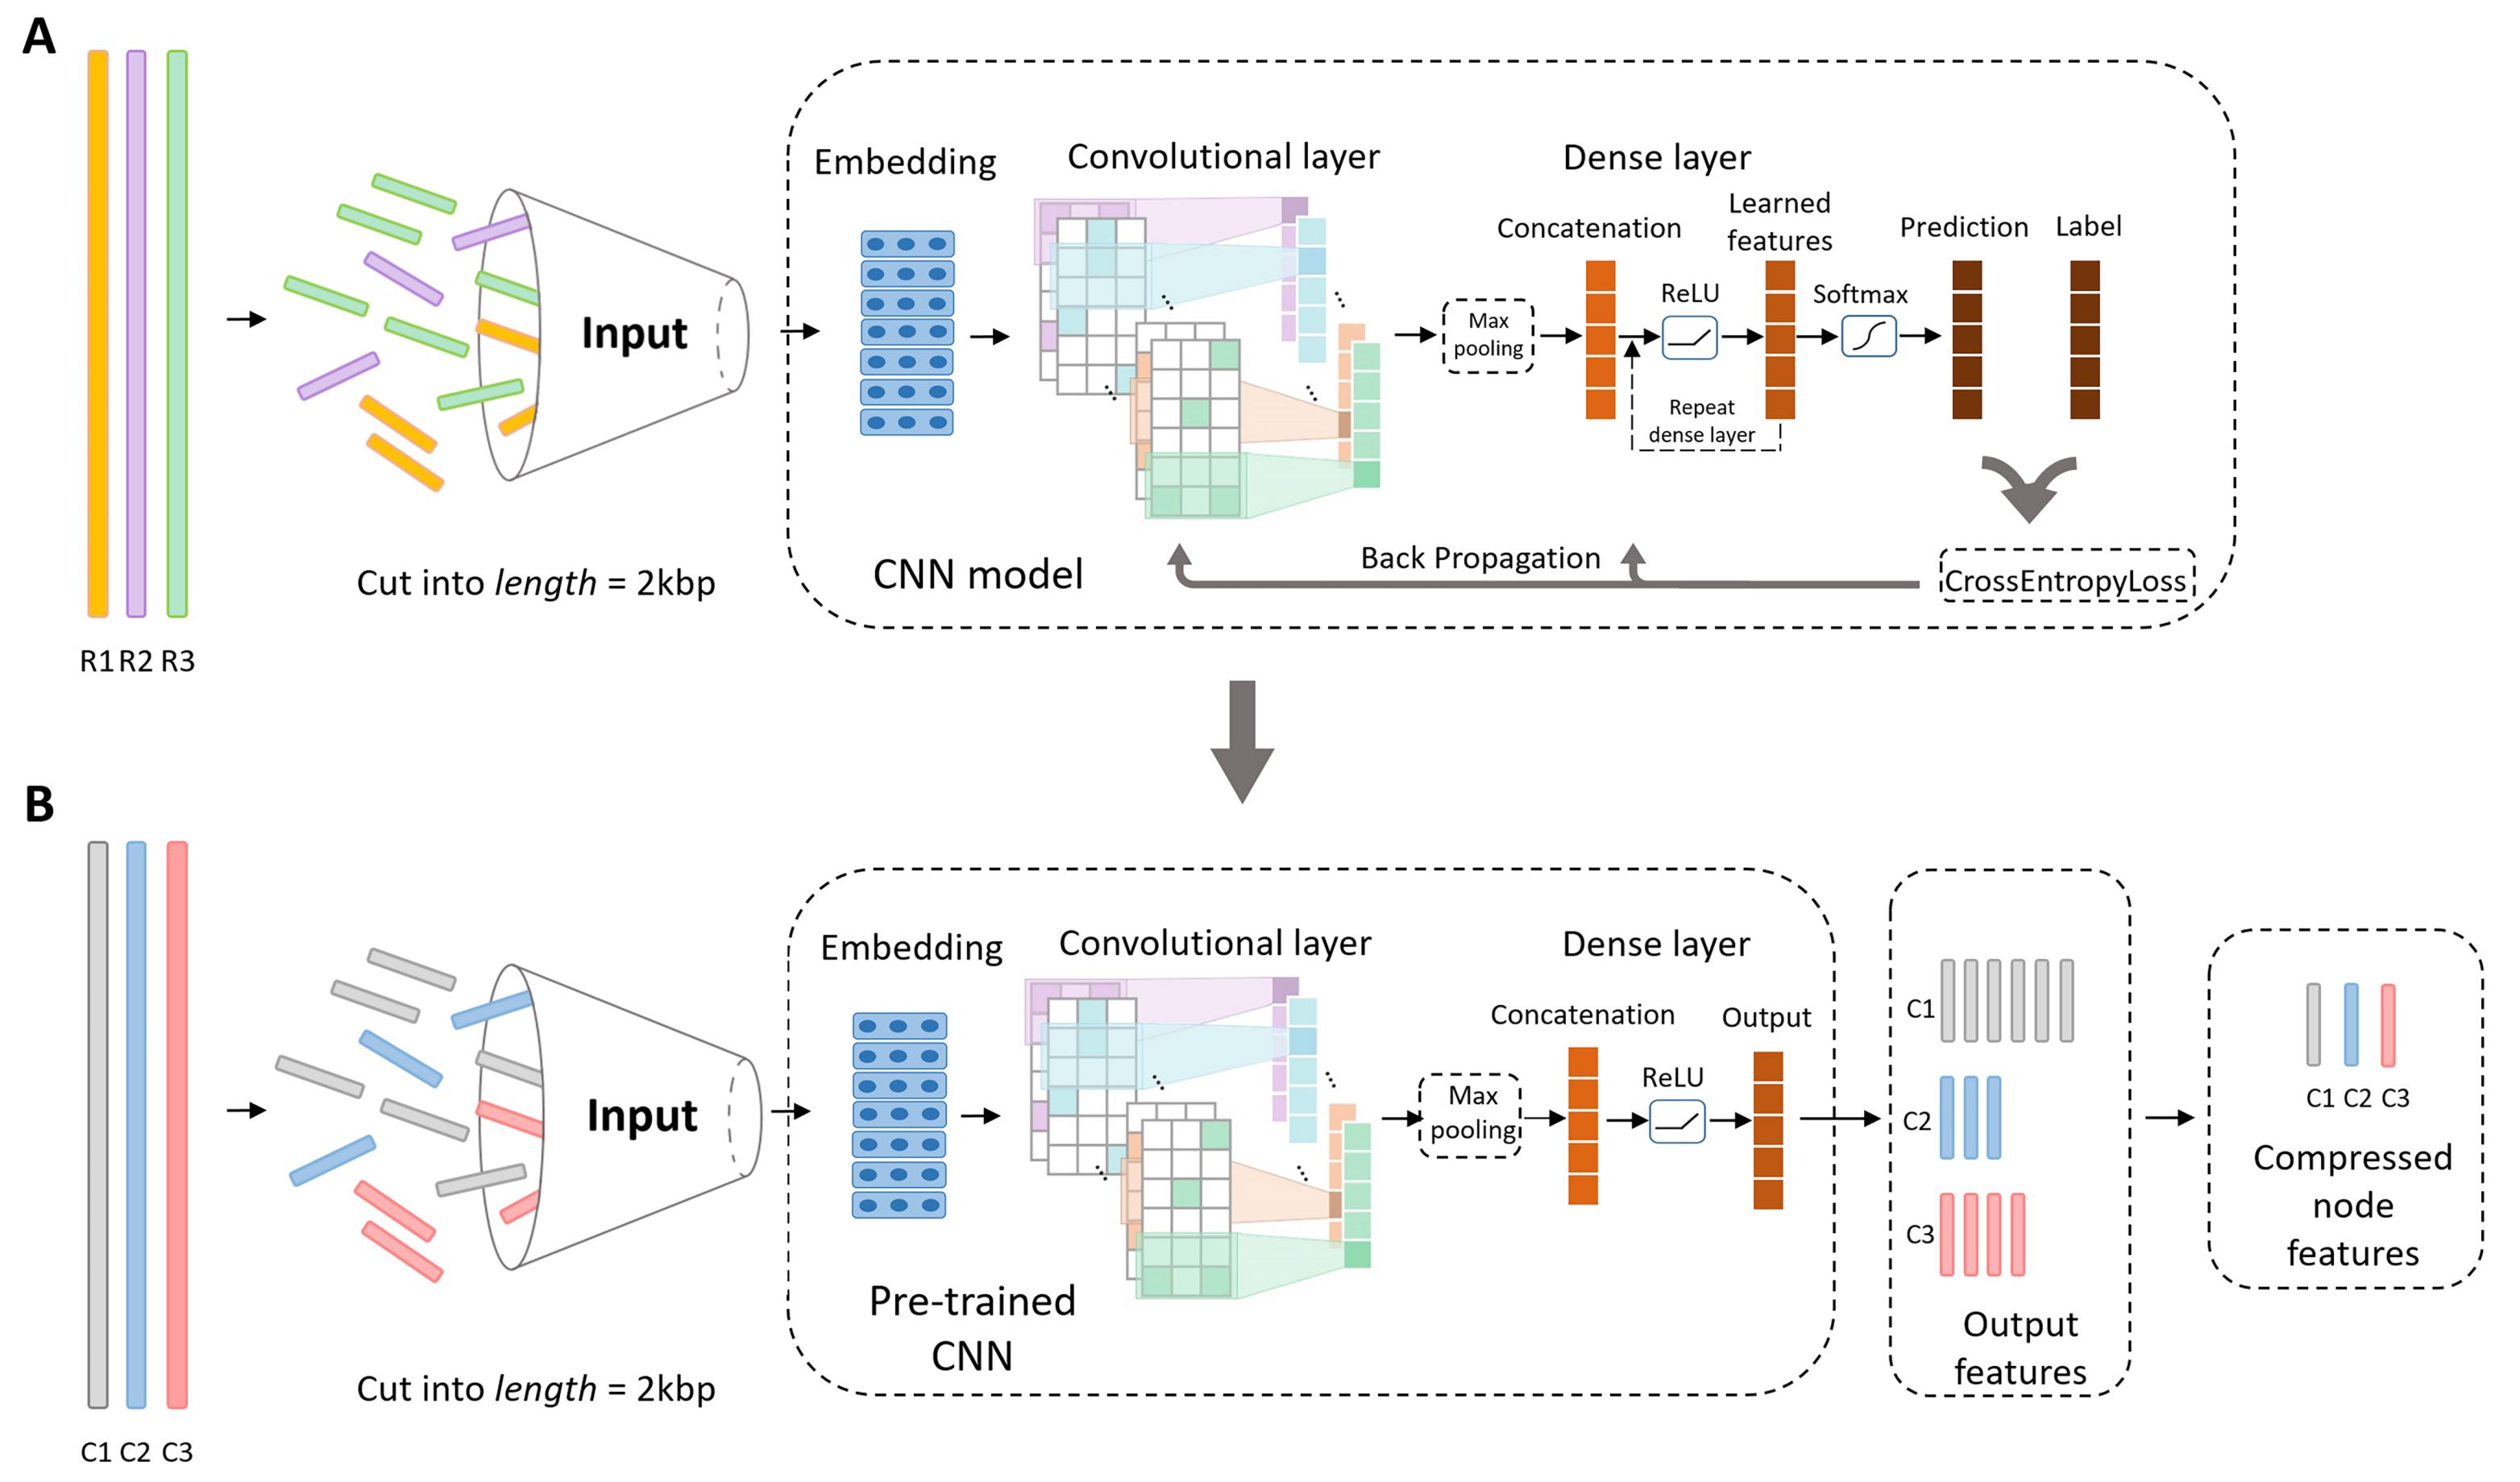 A
R1 R2 R3
Cut into length = 2kbp
Input
Embedding
Convolutional layer
Dense layer
Concatenation
Learned
features
Prediction
Label
Max
pooling
ReLU
Softmax
Repeat
dense layer
CNN model
Back Propagation
CrossEntropyLoss
B
C1 C2 C3
Cut into length = 2kbp
Input
Embedding
Convolutional layer
Dense layer
Concatenation
Output
Max
pooling
ReLU
Pre-trained
CNN
C1
C2
C3
Output
features
C1 C2 C3
Compressed
node
features